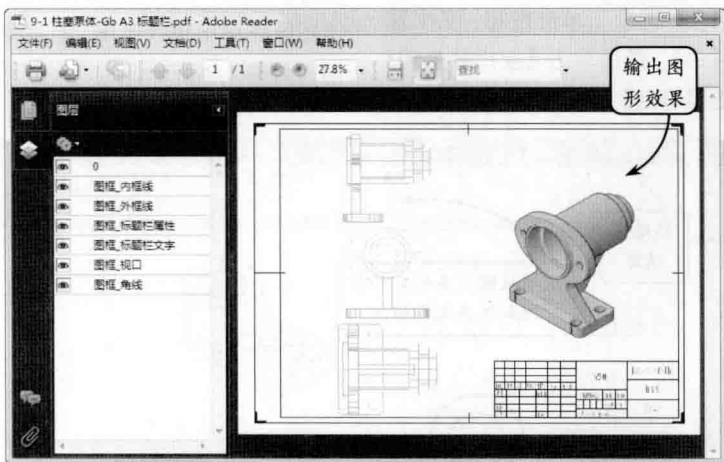 9-1 柱塞泵体-Gb A3 标题栏.pdf - Adobe Reader
文件(F) 编辑(E) 视图(V) 文档(D) 工具(T) 窗口(W) 帮助(H)
1 /1 27.8% 查找
输出图
形效果
图层
0
图框_内框线
图框_外框线
图框_标题栏属性
图框_标题栏文字
图框_视口
图框_角线